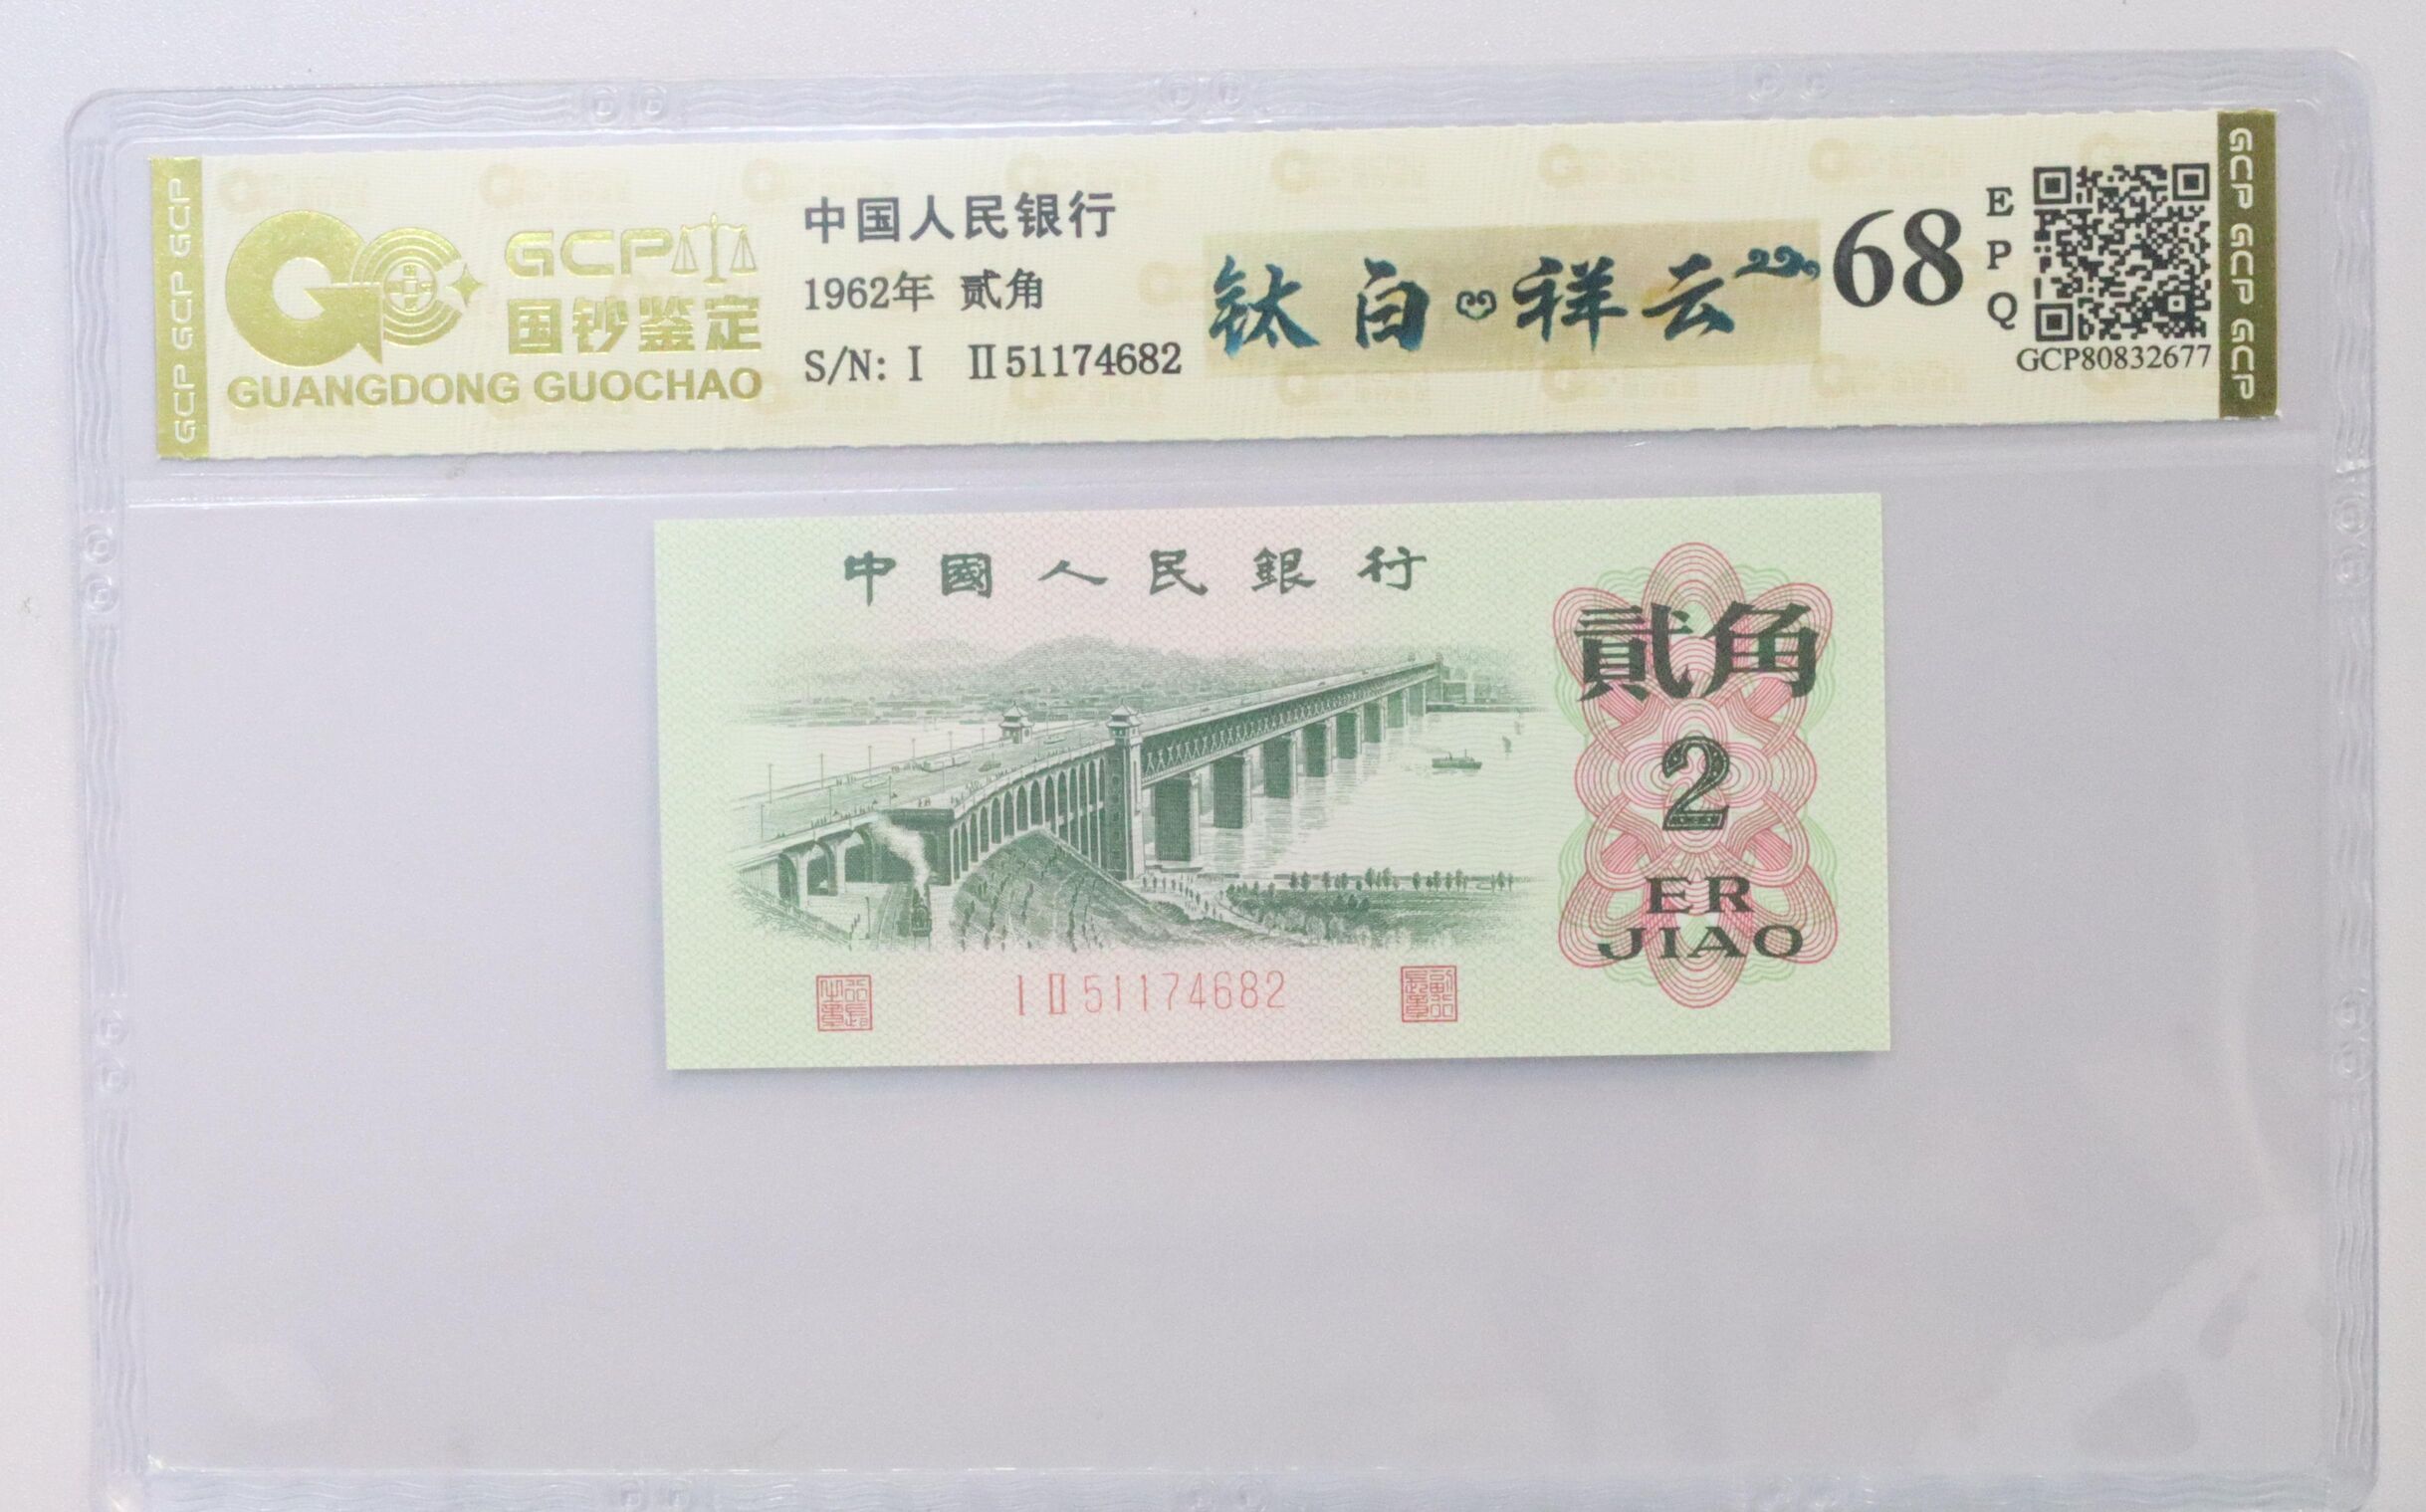 GCP GCP GCP
GCP
国钞鉴定
GUANGDONG GUOCHAO
中国人民银行
1962年 贰角
S/N: I Ⅱ51174682
钛白祥云
68
EPQ
GCP80832677
GCP GCP GCP
中國人民銀行
貳角
2
ER
JIAO
I Ⅱ 51174682